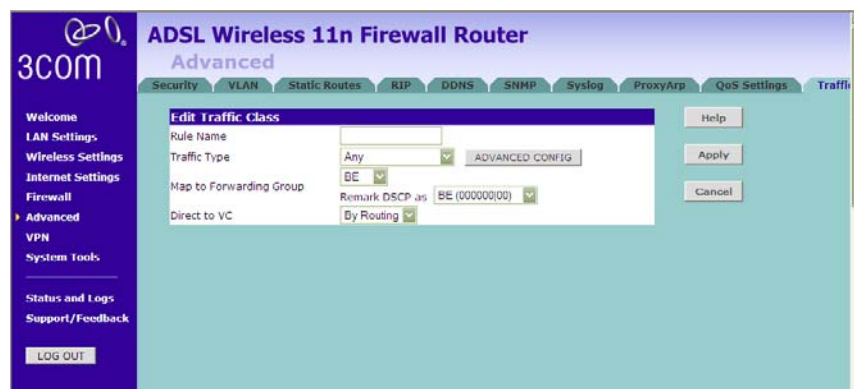 3COM
ADSL Wireless 11n Firewall Router
Advanced
Security VLAN Static Routes RIP DDNS SNMP Syslog ProxyArp QoS Settings
Welcome
LAN Settings
Wireless Settings
Internet Settings
Firewall
Advanced
VPN
System Tools
Status and Logs
Support/Feedback
LOG OUT
Edit Traffic Class
Rule Name
Traffic Type Any ADVANCED CONFIG
Map to Forwarding Group BE
Remark DSCP as BE (000000|00)
Direct to VC By Routing
Help
Apply
Cancel